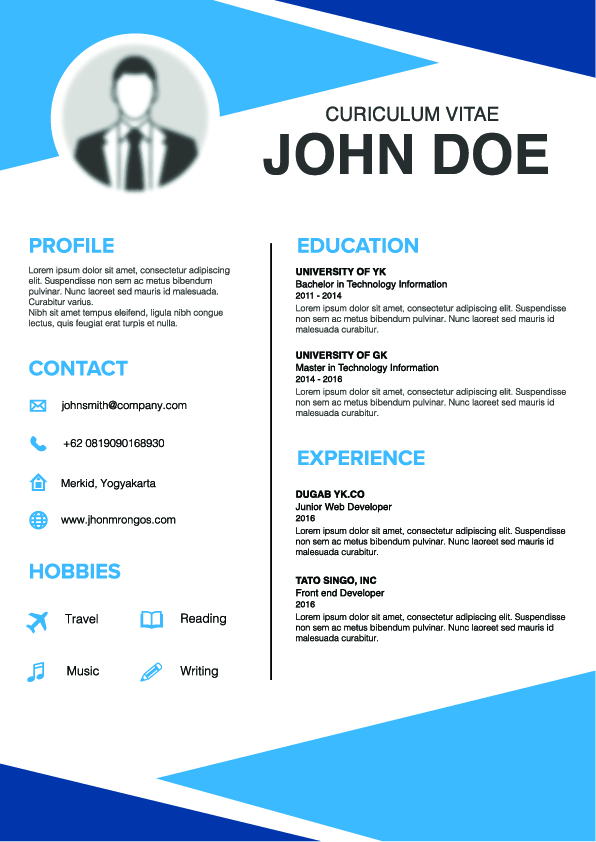 CURICULUM VITAE
JOHN DOE
PROFILE
Lorem ipsum dolor sit amet, consectetur adipiscing
elit. Suspendisse non sem ac metus bibendum
pulvinar. Nunc laoreet sed mauris id malesuada.
Curabitur varius.
Nibh sit amet tempus eleifend, ligula nibh congue
lectus, quis feugiat erat turpis et nulla.
CONTACT
johnsmith@company.com
+62 0819090168930
Merkid, Yogyakarta
www.jhonmrongos.com
HOBBIES
Travel
Reading
Music
Writing
EDUCATION
UNIVERSITY OF YK
Bachelor in Technology Information
2011 - 2014
Lorem ipsum dolor sit amet, consectetur adipiscing elit. Suspendisse
non sem ac metus bibendum pulvinar. Nunc laoreet sed mauris id
malesuada curabitur.
UNIVERSITY OF GK
Master in Technology Information
2014 - 2016
Lorem ipsum dolor sit amet, consectetur adipiscing elit. Suspendisse
non sem ac metus bibendum pulvinar. Nunc laoreet sed mauris id
malesuada curabitur.
EXPERIENCE
DUGAB YK.CO
Junior Web Developer
2016
Lorem ipsum dolor sit amet, consectetur adipiscing elit. Suspendisse
non sem ac metus bibendum pulvinar. Nunc laoreet sed mauris id
malesuada curabitur.
TATO SINGO, INC
Front end Developer
2016
Lorem ipsum dolor sit amet, consectetur adipiscing elit. Suspendisse
non sem ac metus bibendum pulvinar. Nunc laoreet sed mauris id
malesuada curabitur.